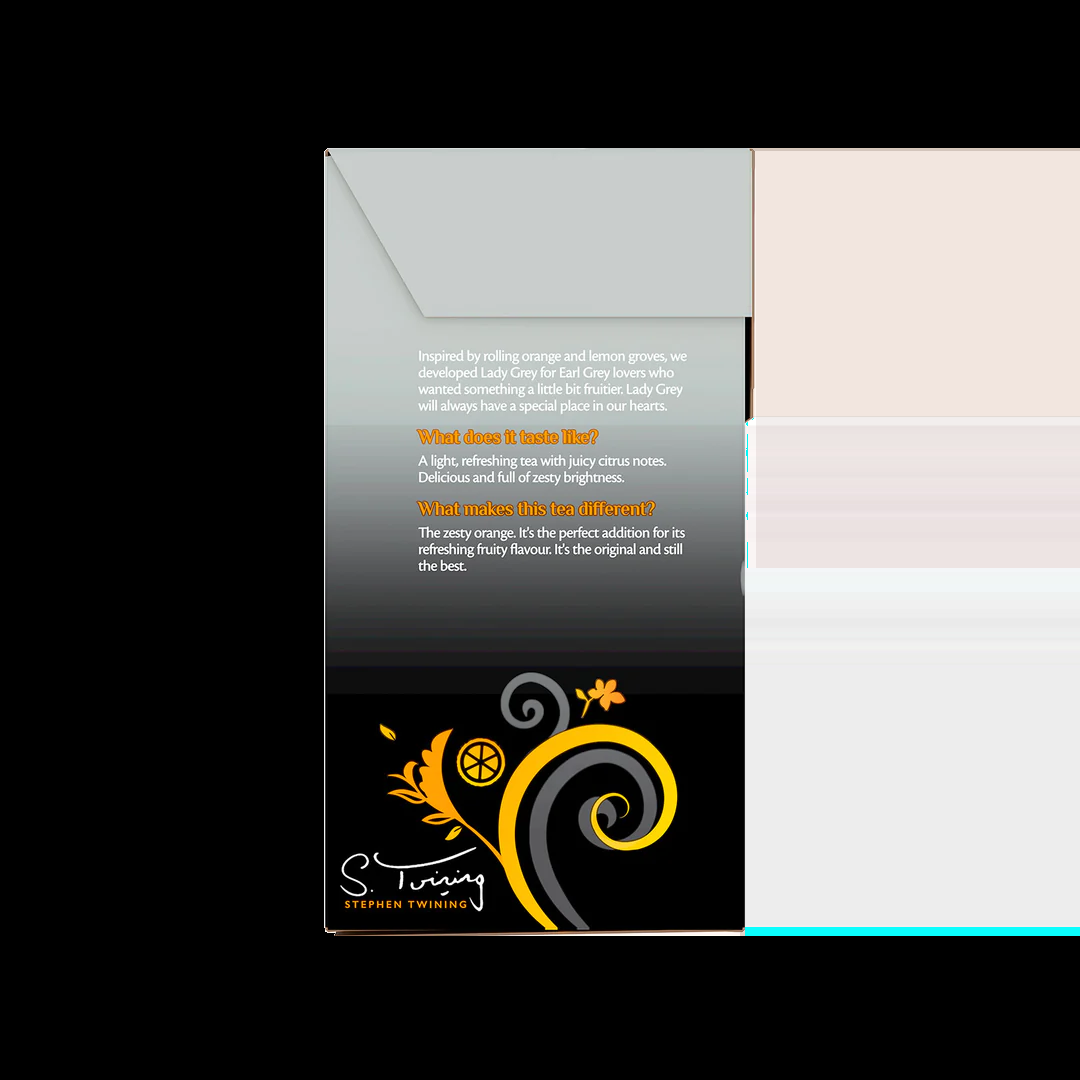 Inspired by rolling orange and lemon groves, we
developed Lady Grey for Earl Grey lovers who
wanted something a little bit fruitier. Lady Grey
will always have a special place in our hearts.
What does it taste like?
A light, refreshing tea with juicy citrus notes.
Delicious and full of zesty brightness.
What makes this tea different?
The zesty orange. It's the perfect addition for its
refreshing fruity flavour. It's the original and still
the best.
S. Twining
STEPHEN TWINING